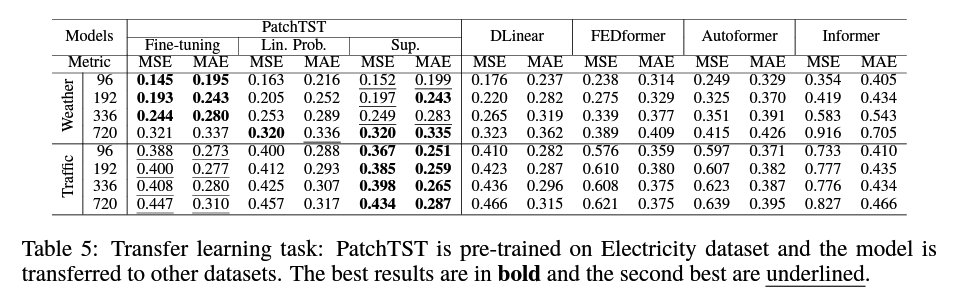 Models PatchTST DLinear FEDformer Autoformer Informer
Fine-tuning Lin. Prob. Sup.
Metric MSE MAE MSE MAE MSE MAE MSE MAE MSE MAE MSE MAE MSE MAE
Weather
96 0.145 0.195 0.163 0.216 0.152 0.199 0.176 0.237 0.238 0.314 0.249 0.329 0.354 0.405
192 0.193 0.243 0.205 0.252 0.197 0.243 0.220 0.282 0.275 0.329 0.325 0.370 0.419 0.434
336 0.244 0.280 0.253 0.289 0.249 0.283 0.265 0.319 0.339 0.377 0.351 0.391 0.583 0.543
720 0.321 0.337 0.320 0.336 0.320 0.335 0.323 0.362 0.389 0.409 0.415 0.426 0.916 0.705
Traffic
96 0.388 0.273 0.400 0.288 0.367 0.251 0.410 0.282 0.576 0.359 0.597 0.371 0.733 0.410
192 0.400 0.277 0.412 0.293 0.385 0.259 0.423 0.287 0.610 0.380 0.607 0.382 0.777 0.435
336 0.408 0.280 0.425 0.307 0.398 0.265 0.436 0.296 0.608 0.375 0.623 0.387 0.776 0.434
720 0.447 0.310 0.457 0.317 0.434 0.287 0.466 0.315 0.621 0.375 0.639 0.395 0.827 0.466
Table 5: Transfer learning task: PatchTST is pre-trained on Electricity dataset and the model is
transferred to other datasets. The best results are in bold and the second best are underlined.